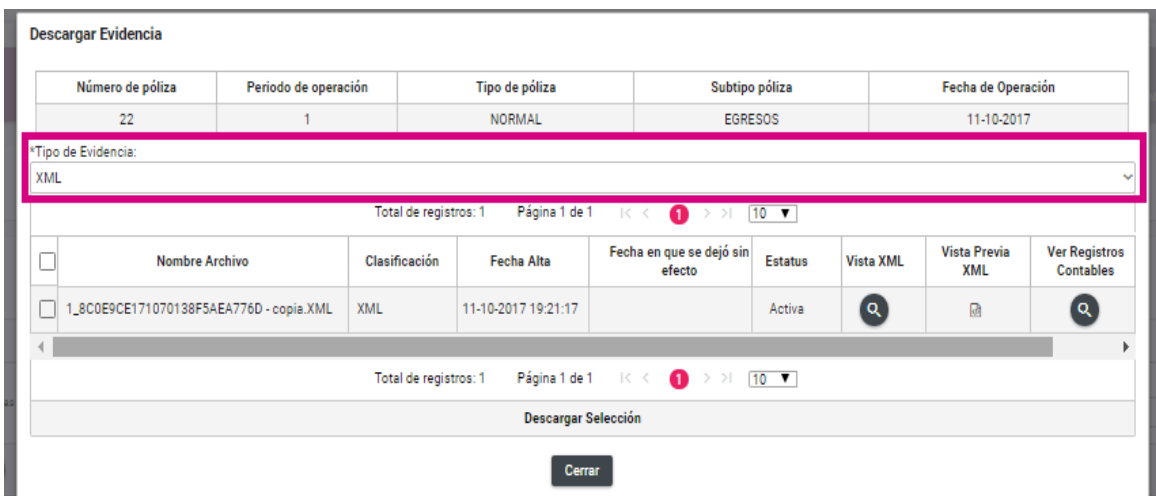 Descargar Evidencia
Número de póliza Periodo de operación Tipo de póliza Subtipo póliza Fecha de Operación
22 1 NORMAL EGRESOS 11-10-2017
*Tipo de Evidencia:
XML
Total de registros: 1 Página 1 de 1 |< < 1 > >| 10 ▼
Nombre Archivo Clasificación Fecha Alta Fecha en que se dejó sin efecto Estatus Vista XML Vista Previa XML Ver Registros Contables
1_8C0E9CE171070138F5AEA776D - copia.XML XML 11-10-2017 19:21:17 Activa
Total de registros: 1 Página 1 de 1 |< < 1 > >| 10 ▼
Descargar Selección
Cerrar